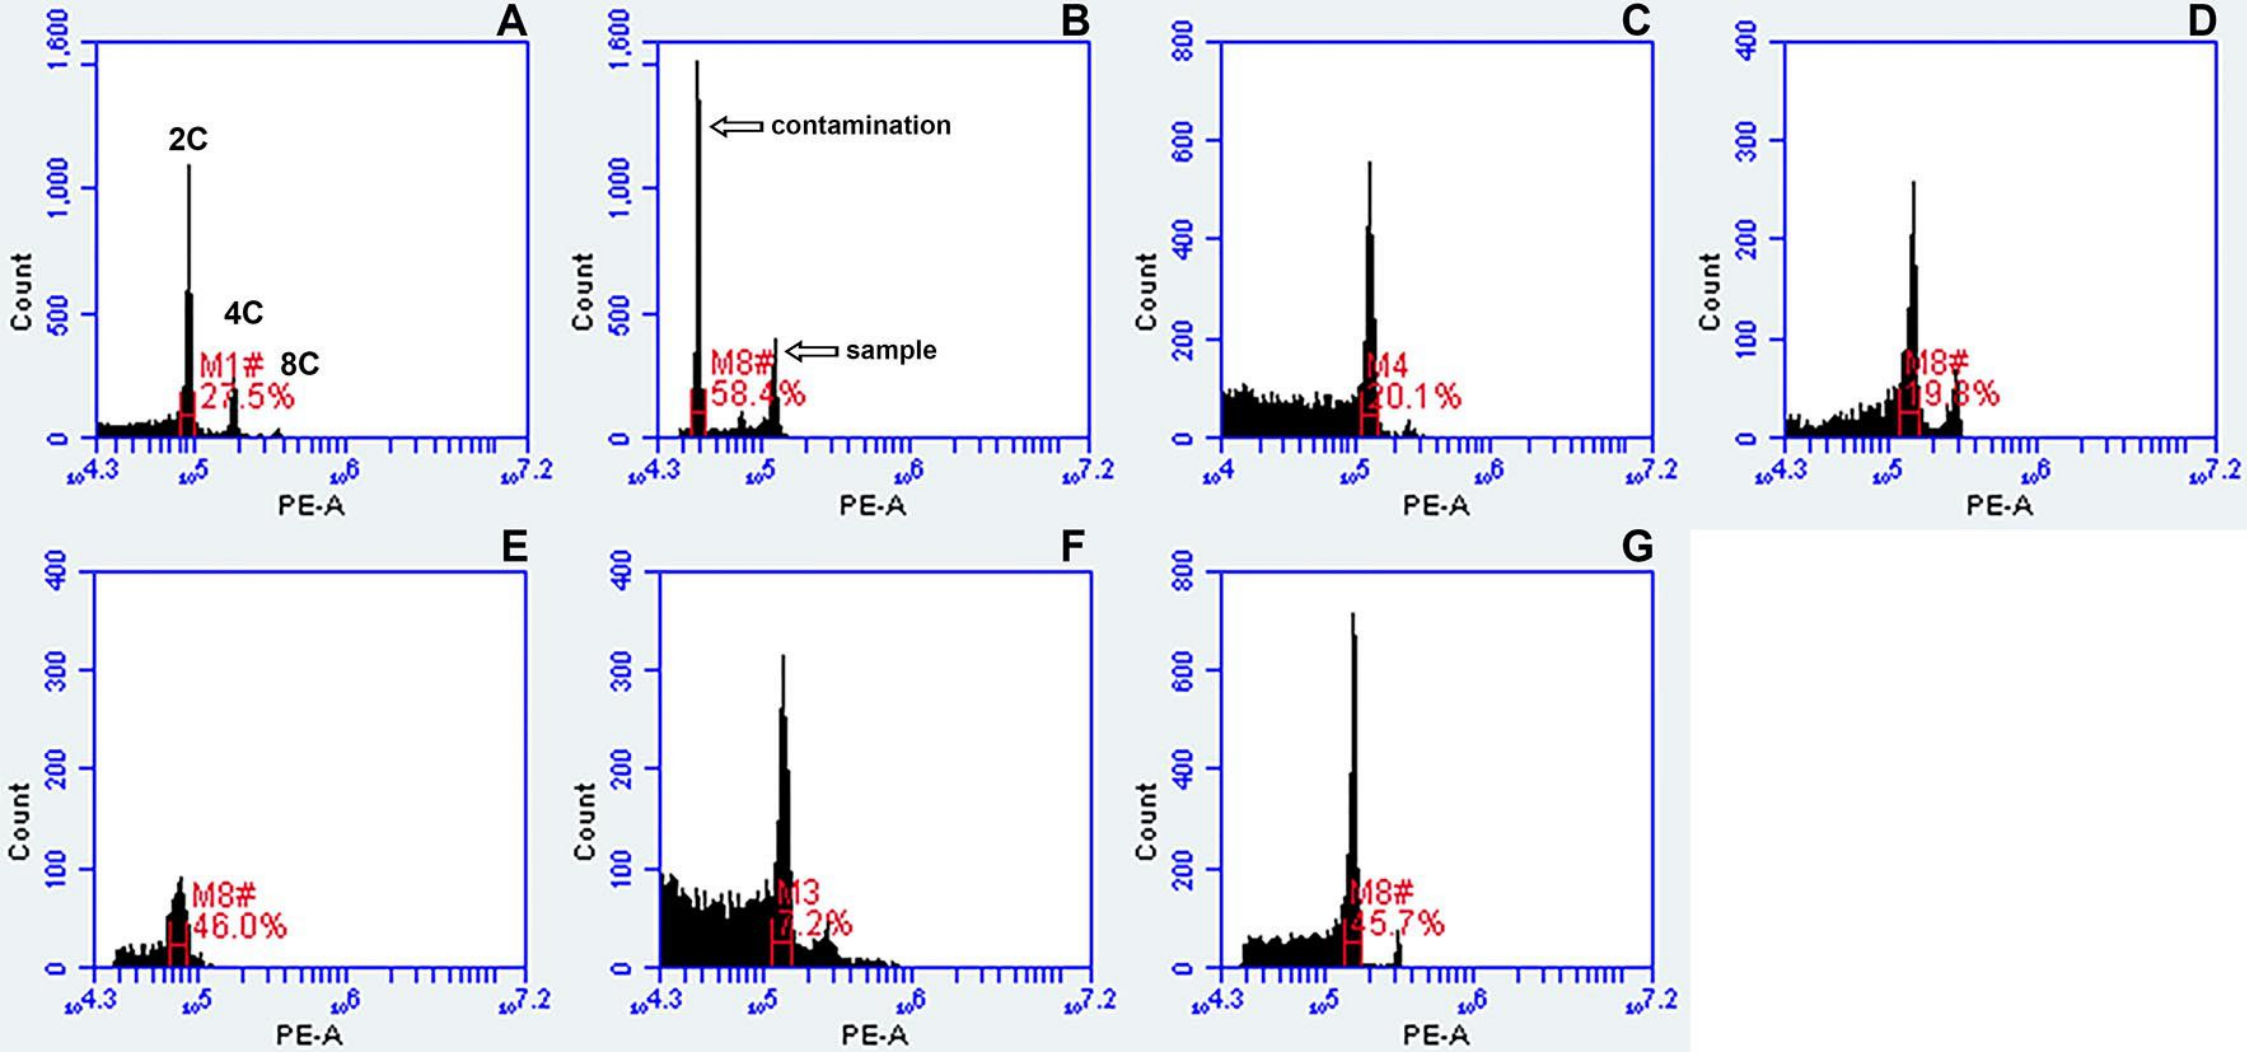 A
1,600
1,000
500
0
Count
2C
4C
8C
M1#
27.5%
10 4.3
10 5
10 6
10 7.2
PE-A
B
1,600
1,000
500
0
Count
contamination
sample
M8#
58.4%
10 4.3
10 5
10 6
10 7.2
PE-A
C
800
600
400
200
0
Count
M4
20.1%
10 4
10 5
10 6
10 7.2
PE-A
D
400
300
200
100
0
Count
M8#
19.8%
10 4.3
10 5
10 6
10 7.2
PE-A
E
400
300
200
100
0
Count
M8#
46.0%
10 4.3
10 5
10 6
10 7.2
PE-A
F
400
300
200
100
0
Count
M3
7.2%
10 4.3
10 5
10 6
10 7.2
PE-A
G
800
600
400
200
0
Count
M8#
45.7%
10 4.3
10 5
10 6
10 7.2
PE-A